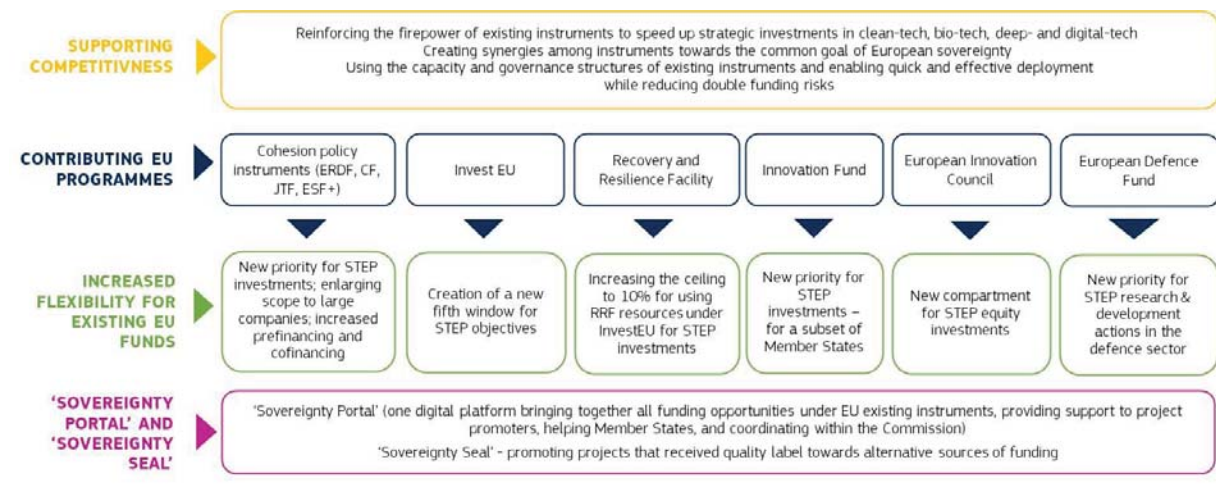 SUPPORTING
COMPETITIVNESS
Reinforcing the firepower of existing instruments to speed up strategic investments in clean-tech, bio-tech, deep- and digital-tech
Creating synergies among instruments towards the common goal of European sovereignty
Using the capacity and governance structures of existing instruments and enabling quick and effective deployment
while reducing double funding risks
CONTRIBUTING EU
PROGRAMMES
Cohesion policy
instruments (ERDF, CF,
JTF, ESF+)
Invest EU
Recovery and
Resilience Facility
Innovation Fund
European Innovation
Council
European Defence
Fund
INCREASED
FLEXIBILITY FOR
EXISTING EU
FUNDS
New priority for STEP
investments; enlarging
scope to large
companies; increased
prefinancing and
cofinancing
Creation of a new
fifth window for
STEP objectives
Increasing the ceiling
to 10% for using
RRF resources under
InvestEU for STEP
investments
New priority for
STEP
investments –
for a subset of
Member States
New compartment
for STEP equity
investments
New priority for
STEP research &
development
actions in the
defence sector
'SOVEREIGNTY
PORTAL' AND
'SOVEREIGNTY
SEAL'
'Sovereignty Portal' (one digital platform bringing together all funding opportunities under EU existing instruments, providing support to project
promoters, helping Member States, and coordinating within the Commission)
'Sovereignty Seal' - promoting projects that received quality label towards alternative sources of funding